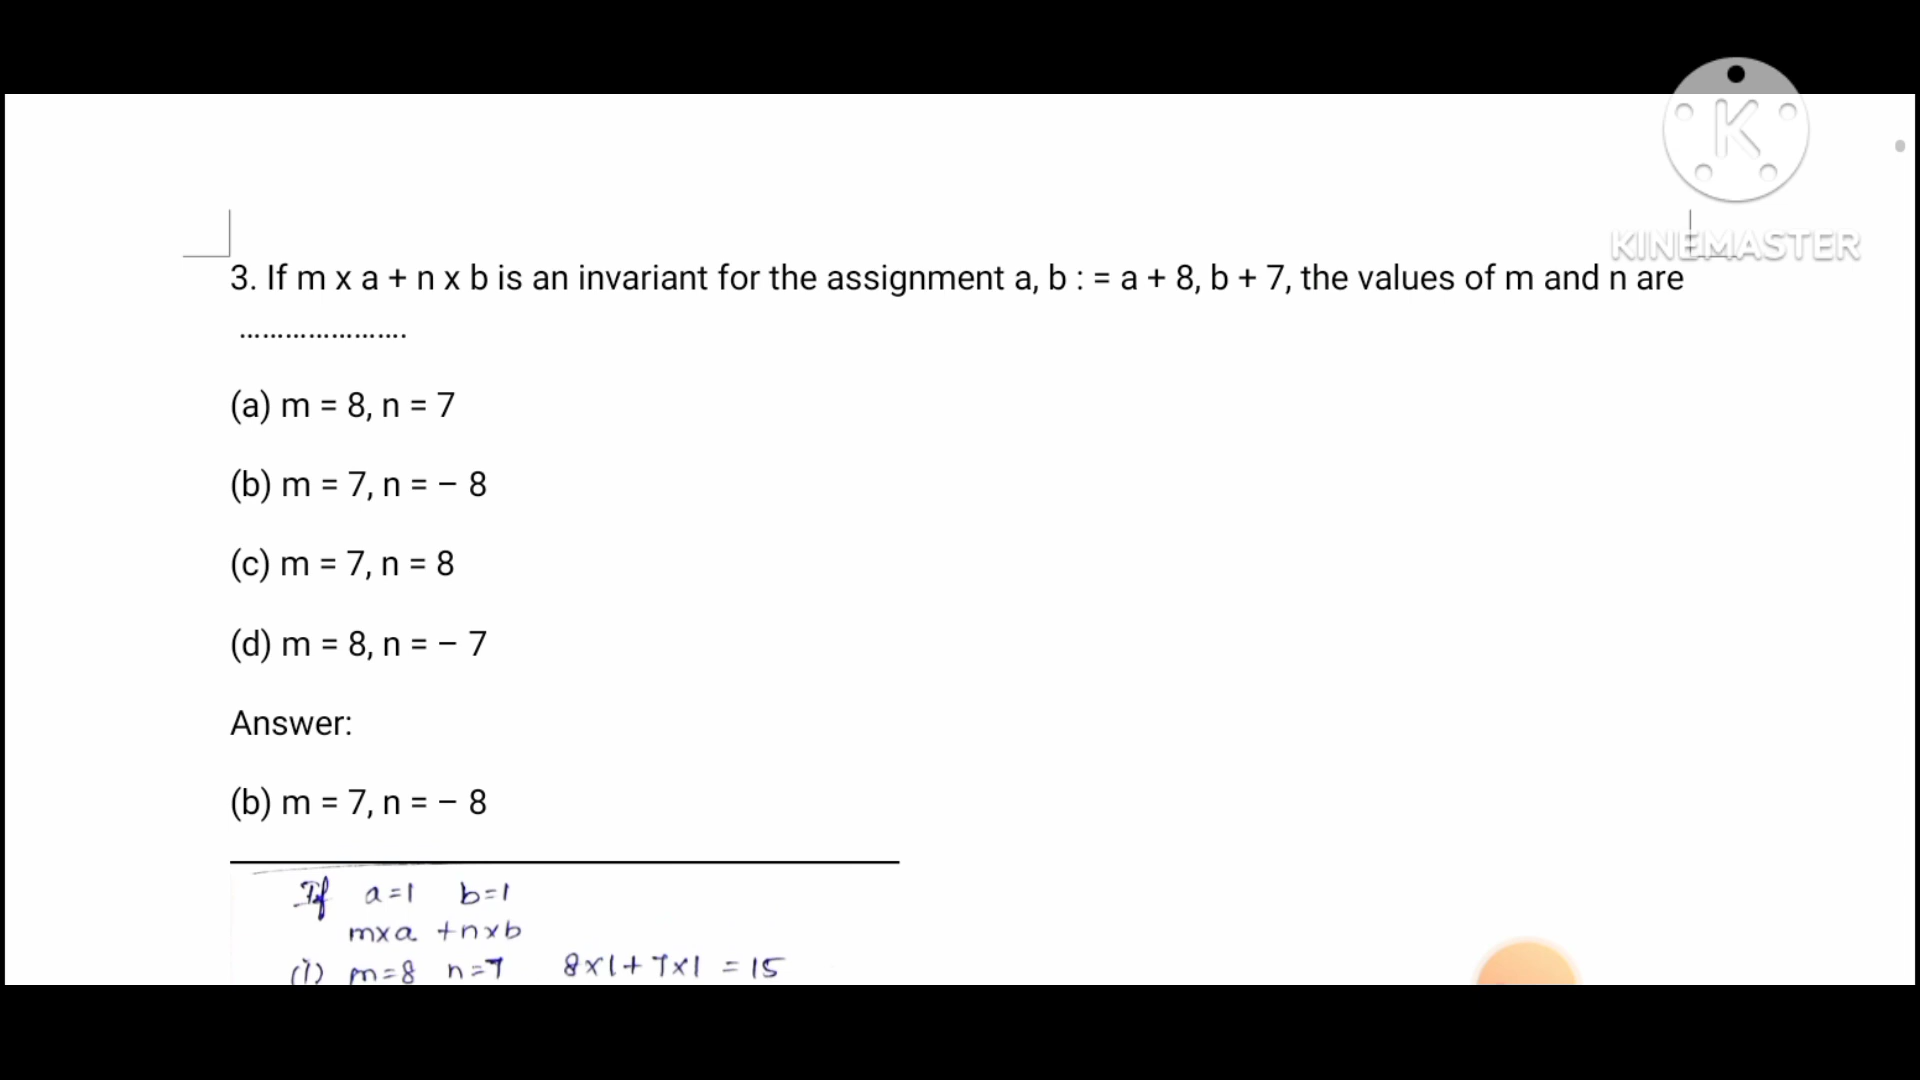 K
KINEMASTER
3. If m x a + n x b is an invariant for the assignment a, b : = a + 8, b + 7, the values of m and n are
………………….
(a) m = 8, n = 7
(b) m = 7, n = – 8
(c) m = 7, n = 8
(d) m = 8, n = – 7
Answer:
(b) m = 7, n = – 8
If a=1 b=1
mxa +nxb
(i) m=8 n=7 8x1+7x1 =15